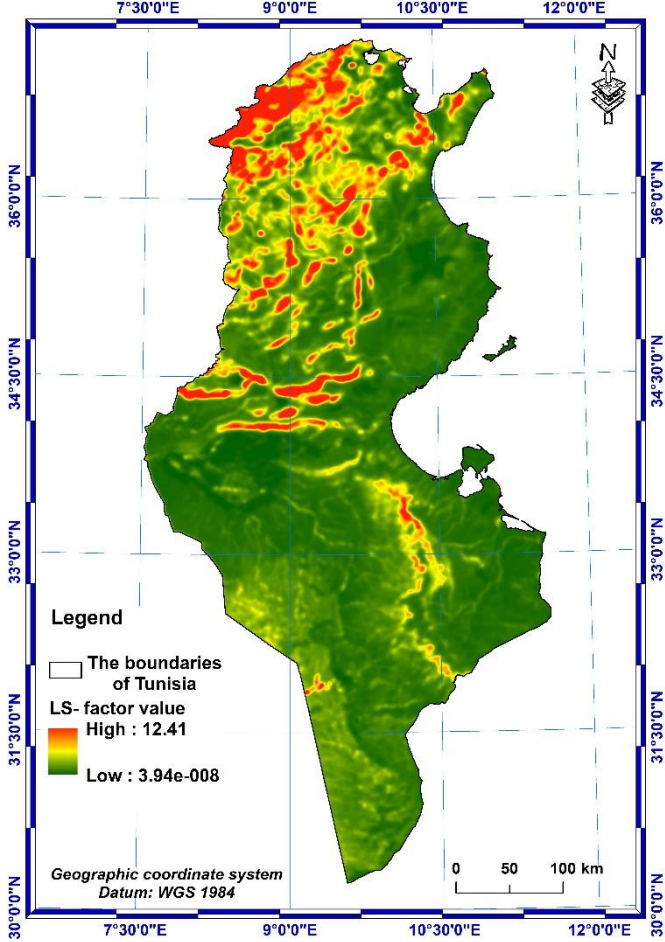 7°30'0"E 9°0'0"E 10°30'0"E 12°0'0"E
N
36°0'0"N 36°0'0"N
34°30'0"N 34°30'0"N
33°0'0"N 33°0'0"N
Legend
The boundaries
of Tunisia
LS- factor value
High : 12.41
Low : 3.94e-008
31°30'0"N 31°30'0"N
Geographic coordinate system
Datum: WGS 1984
0 50 100 km
30°0'0"N 30°0'0"N
7°30'0"E 9°0'0"E 10°30'0"E 12°0'0"E